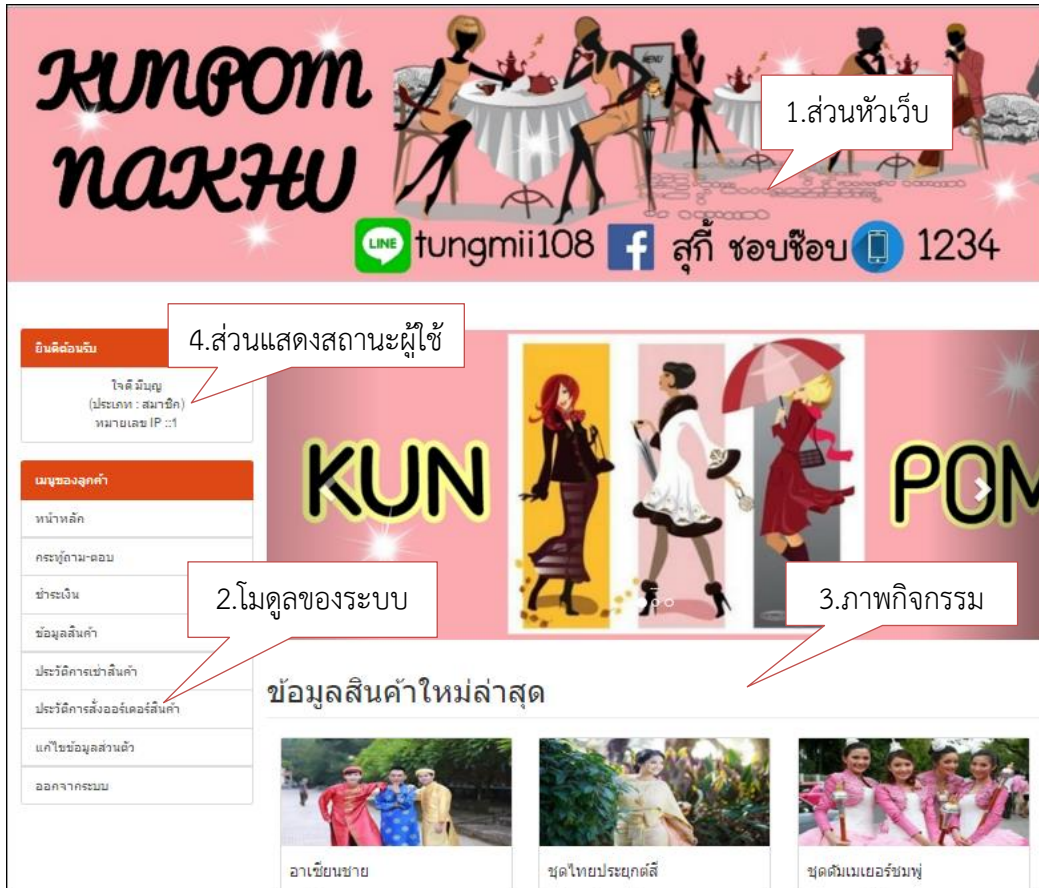 KUNPOM
NAKHU
MENU
1.ส่วนหัวเว็บ
LINE tungmii108 f สุกี้ ชอบช๊อบ 1234
4.ส่วนแสดงสถานะผู้ใช้
ยินดีต้อนรับ
ใจดี มีบุญ
(ประเภท : สมาชิก)
หมายเลข IP ::1
KUN POM
เมนูของลูกค้า
หน้าหลัก
กระทู้ถาม-ตอบ
ชำระเงิน
2.โมดูลของระบบ
3.ภาพกิจกรรม
ข้อมูลสินค้า
ประวัติการเช่าสินค้า
ประวัติการสั่งออร์เดอร์สินค้า
แก้ไขข้อมูลส่วนตัว
ออกจากระบบ
ข้อมูลสินค้าใหม่ล่าสุด
อาเซียนชาย
ชุดไทยประยุกต์สี
ชุดดัมเมเยอร์ชมพู่